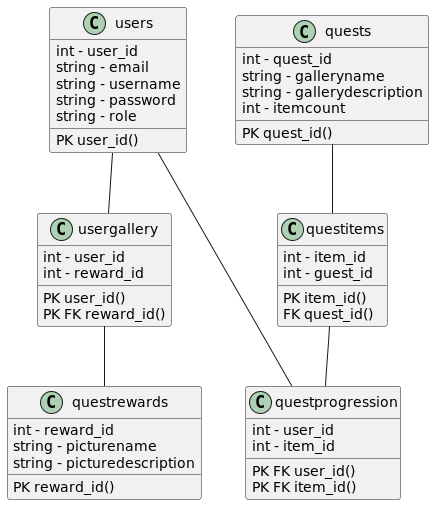 C users
int - user_id
string - email
string - username
string - password
string - role
PK user_id()
C quests
int - quest_id
string - galleryname
string - gallerydescription
int - itemcount
PK quest_id()
C usergallery
int - user_id
int - reward_id
PK user_id()
PK FK reward_id()
C questitems
int - item_id
int - guest_id
PK item_id()
FK quest_id()
C questrewards
int - reward_id
string - picturename
string - picturedescription
PK reward_id()
C questprogression
int - user_id
int - item_id
PK FK user_id()
PK FK item_id()